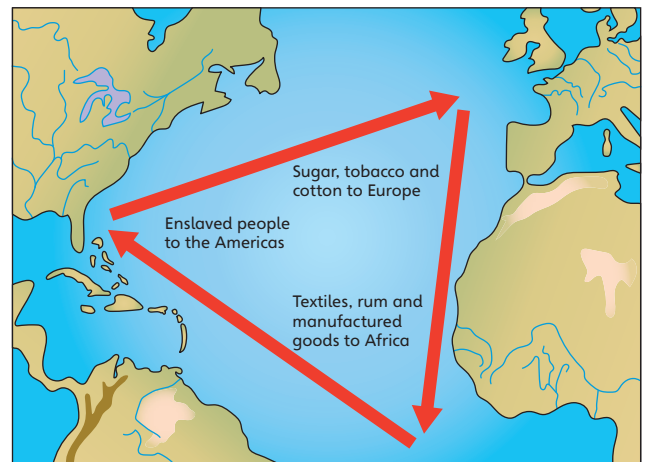 Sugar, tobacco and
cotton to Europe
Enslaved people
to the Americas
Textiles, rum and
manufactured
goods to Africa